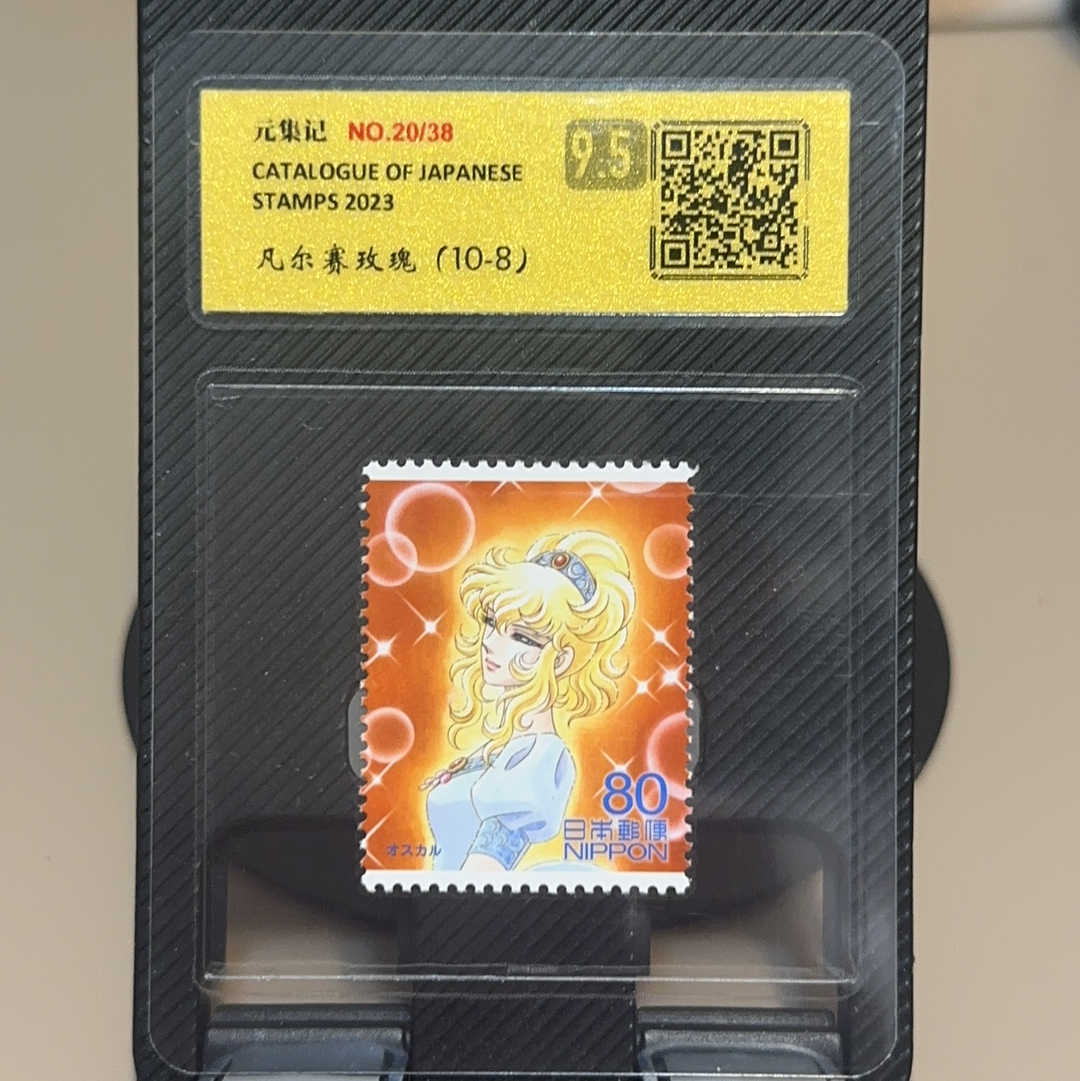 元集记 NO.20/38
9.5
CATALOGUE OF JAPANESE
STAMPS 2023
凡尔赛玫瑰（10-8）
80
日本郵便
NIPPON
オスカル